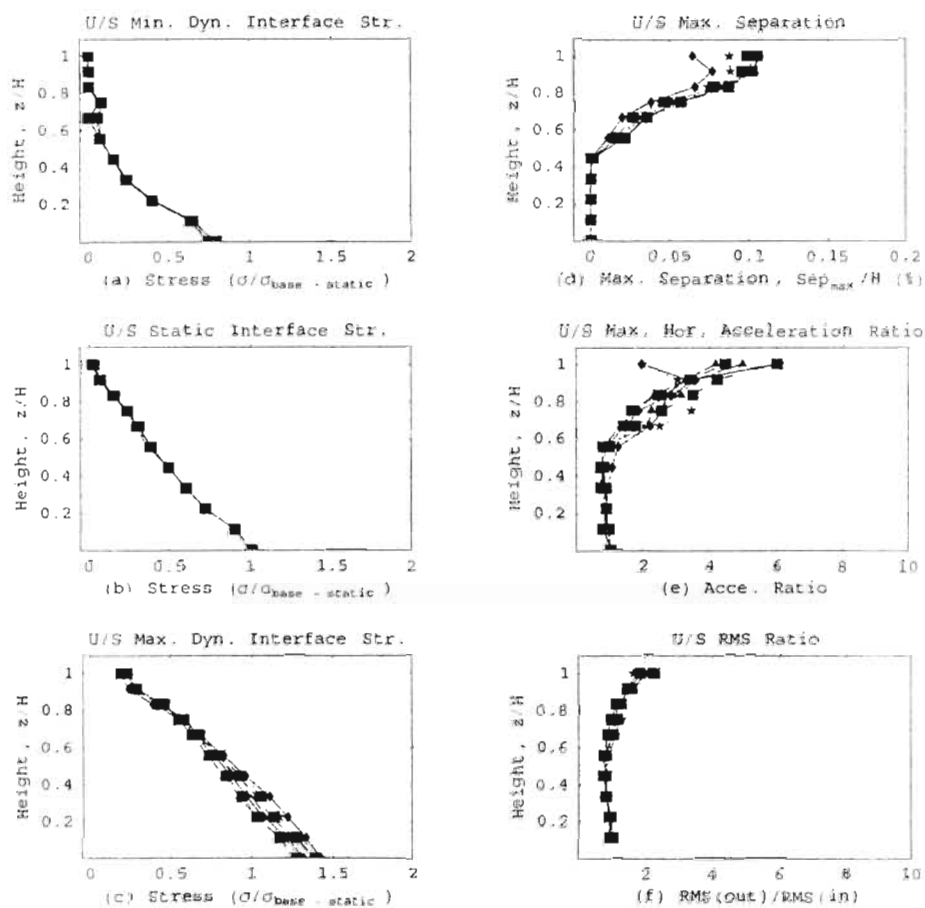 U/S Min. Dyn. Interface Str.
Height, z/H
1
0.8
0.6
0.4
0.2
0 0.5 1 1.5 2
(a) Stress (σ/σbase - static)
U/S Static Interface Str.
Height, z/H
1
0.8
0.6
0.4
0.2
0 0.5 1 1.5 2
(b) Stress (σ/σbase - static)
U/S Max. Dyn. Interface Str.
Height, z/H
1
0.8
0.6
0.4
0.2
0 0.5 1 1.5 2
(c) Stress (σ/σbase - static)
U/S Max. Separation
Height, z/H
1
0.8
0.6
0.4
0.2
0 0.05 0.1 0.15 0.2
(d) Max. Separation, Sepmax/H (%)
U/S Max. Hor. Acceleration Ratio
Height, z/H
1
0.8
0.6
0.4
0.2
2 4 6 8 10
(e) Acce. Ratio
U/S RMS Ratio
Height, z/H
1
0.8
0.6
0.4
0.2
2 4 6 8 10
(f) RMS(out)/RMS(in)